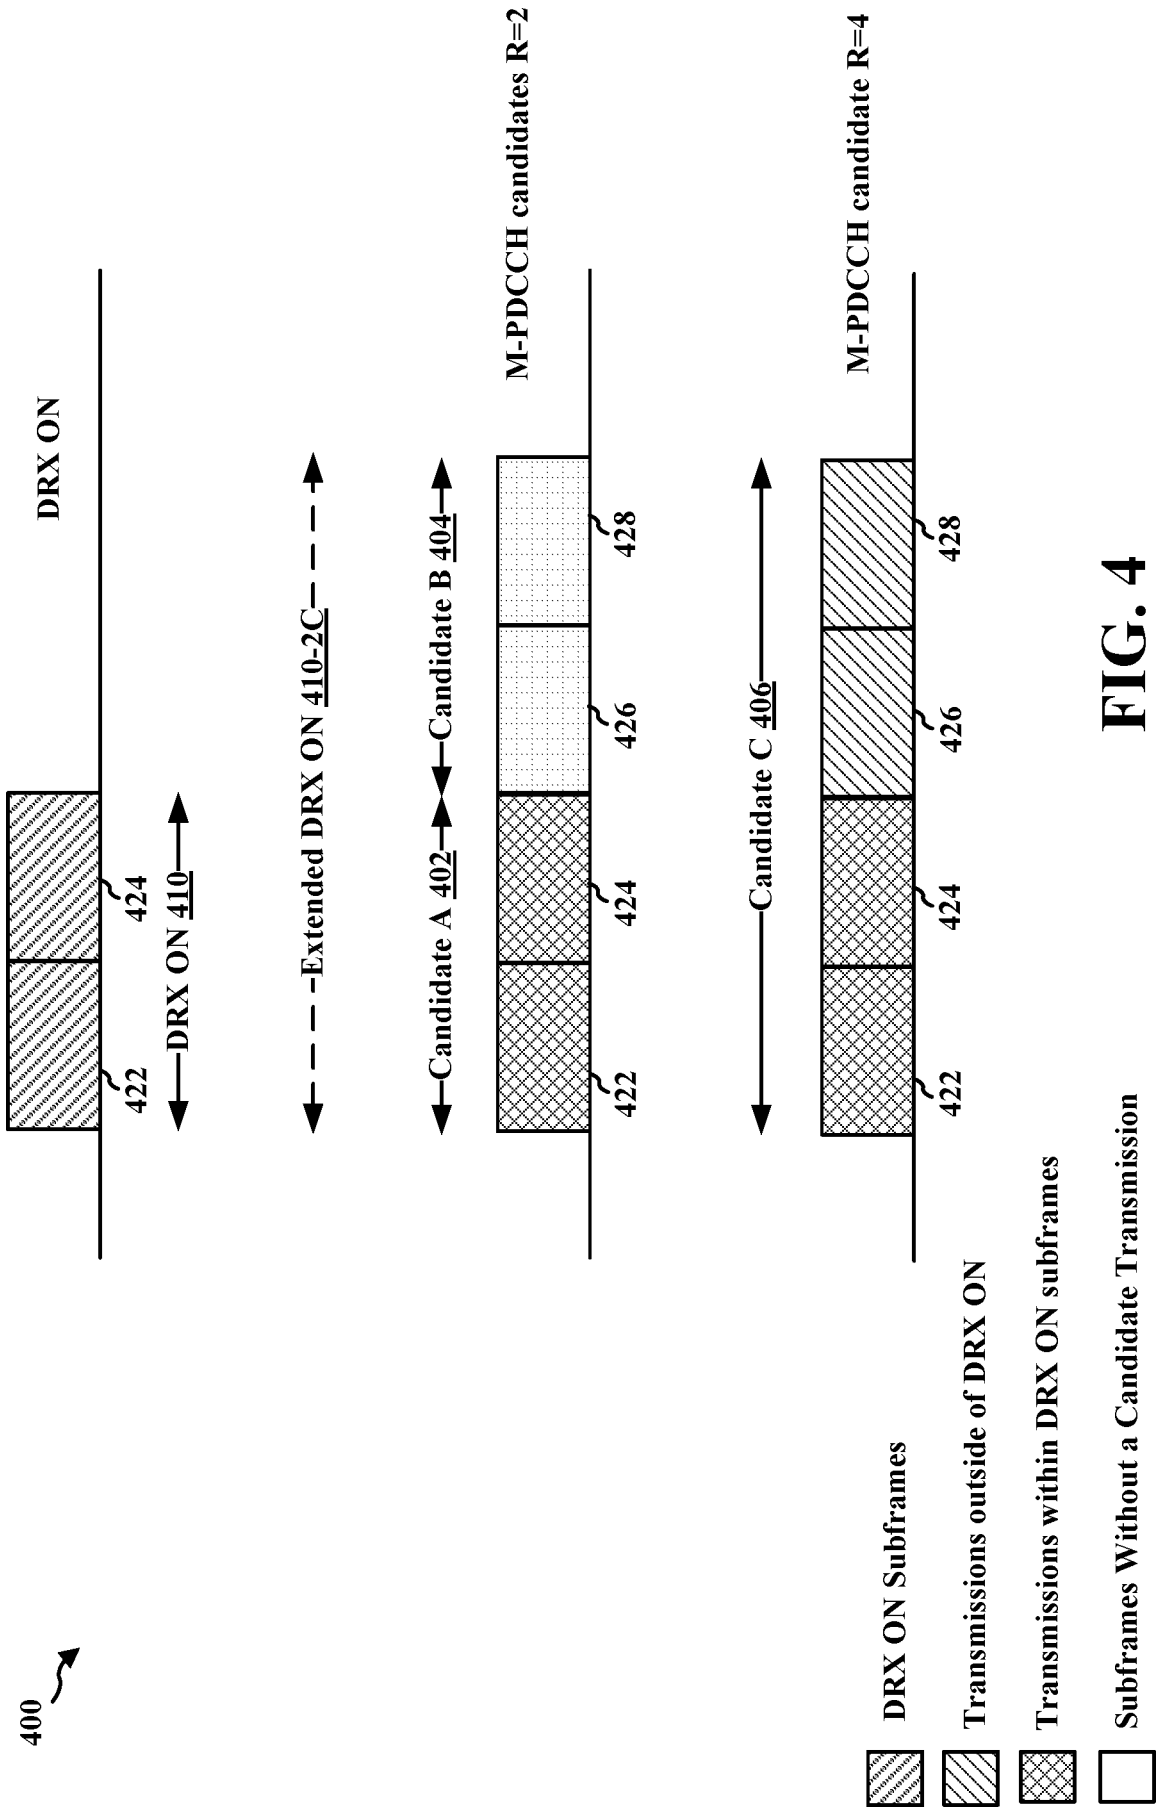 400
DRX ON
422
424
DRX ON 410
Extended DRX ON 410-2C
Candidate A 402
Candidate B 404
M-PDCCH candidates R=2
422
424
426
428
Candidate C 406
M-PDCCH candidate R=4
422
424
426
428
DRX ON Subframes
Transmissions outside of DRX ON
Transmissions within DRX ON subframes
Subframes Without a Candidate Transmission
FIG. 4